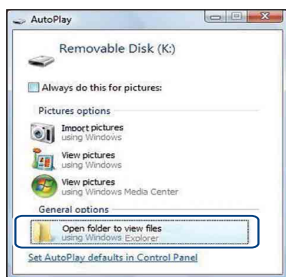 AutoPlay
Removable Disk (K:)
Always do this for pictures:
Pictures options
Import pictures
using Windows
View pictures
using Windows
View pictures
using Windows Media Center
General options
Open folder to view files
using Windows Explorer
Set AutoPlay defaults in Control Panel